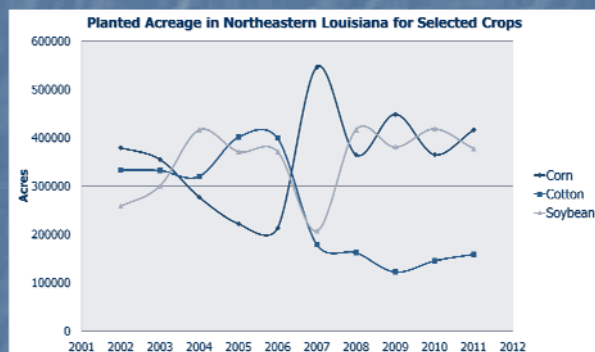 Planted Acreage in Northeastern Louisiana for Selected Crops
600000
500000
400000
300000
200000
100000
0
Acres
2001 2002 2003 2004 2005 2006 2007 2008 2009 2010 2011 2012
Corn
Cotton
Soybean